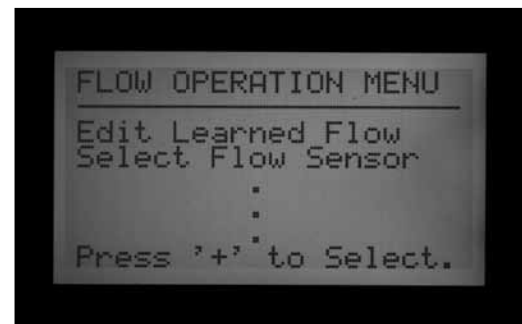 FLOW OPERATION MENU
Edit Learned Flow
Select Flow Sensor
.
.
.
Press '+' to Select.